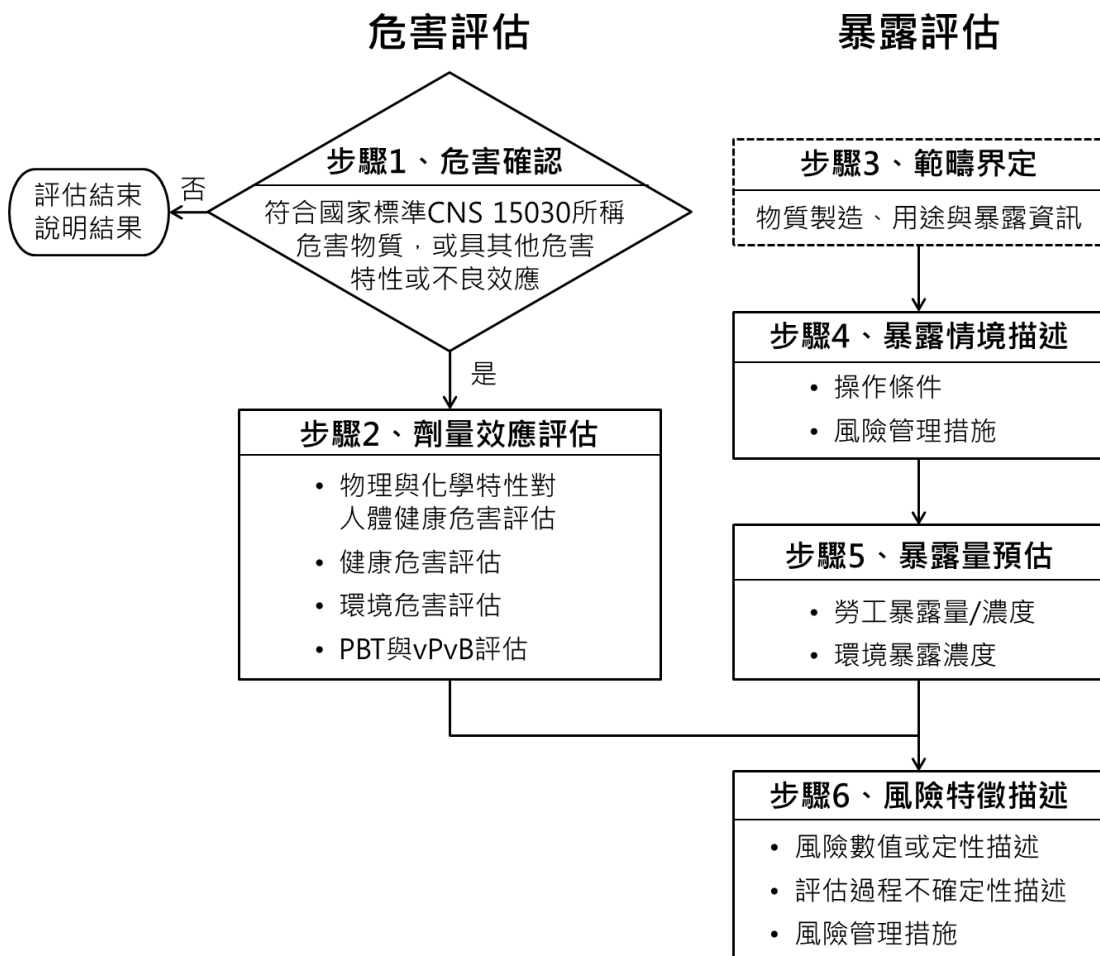 危害評估
暴露評估
步驟1、危害確認
符合國家標準CNS 15030所稱
危害物質，或具其他危害
特性或不良效應
否
評估結束
說明結果
是
步驟2、劑量效應評估
• 物理與化學特性對
人體健康危害評估
• 健康危害評估
• 環境危害評估
• PBT與vPvB評估
步驟3、範疇界定
物質製造、用途與暴露資訊
步驟4、暴露情境描述
• 操作條件
• 風險管理措施
步驟5、暴露量預估
• 勞工暴露量/濃度
• 環境暴露濃度
步驟6、風險特徵描述
• 風險數值或定性描述
• 評估過程不確定性描述
• 風險管理措施